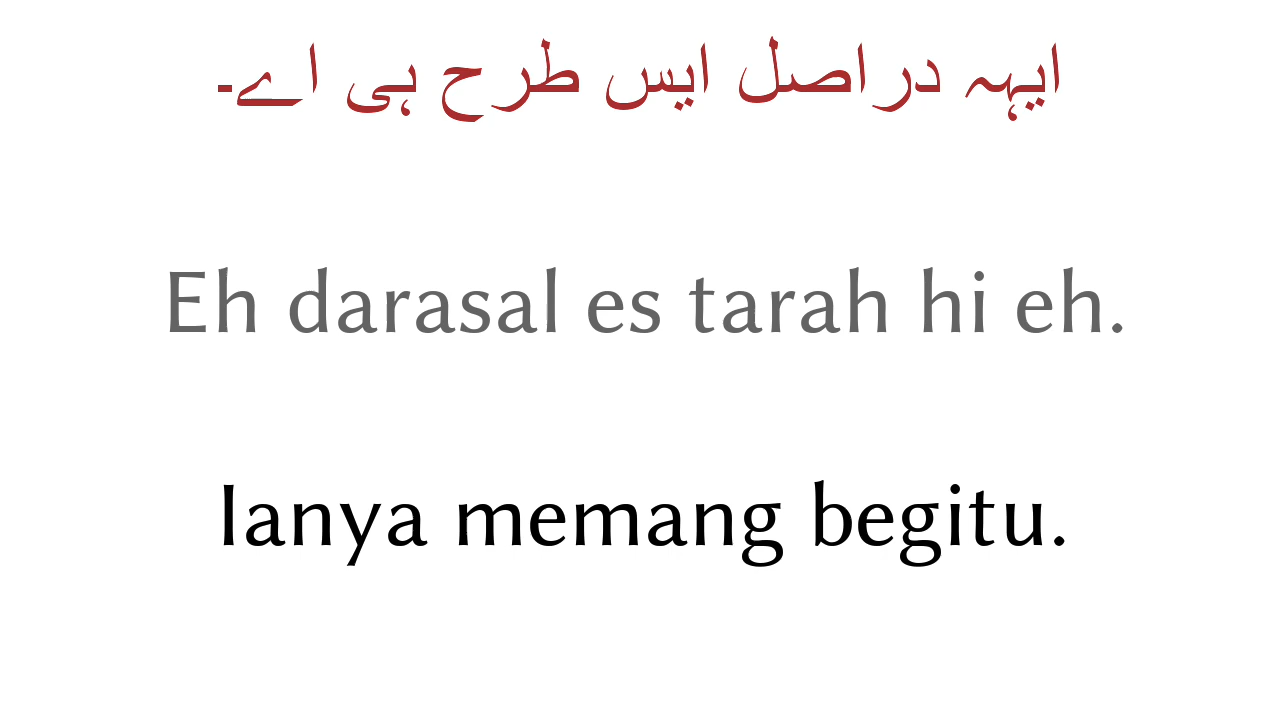 ایہہ دراصل ایس طرح ہی اے۔
Eh darasal es tarah hi eh.
Ianya memang begitu.